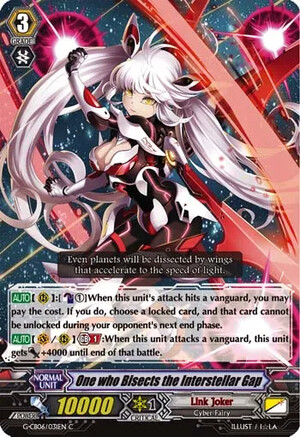 3
GRADE
Even planets will be dissected by wings
that accelerate to the speed of light.
AUTO [ ]:[ (1)]When this unit's attack hits a vanguard, you may
pay the cost. If you do, choose a locked card, and that card cannot
be unlocked during your opponent's next end phase.
AUTO [ ] 1:When this unit attacks a vanguard, this unit
gets +4000 until end of that battle.
NORMAL
UNIT
One who Bisects the Interstellar Gap
POWER
10000
1
CRITICAL
Link Joker
Cyber Fairy
G-CB06/031EN C
ILLUST / I☆LA